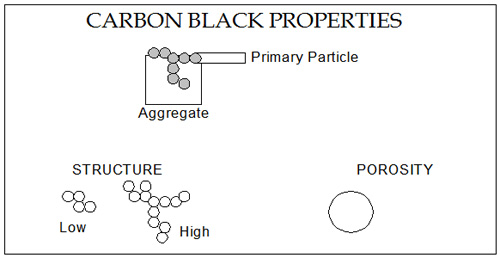 CARBON BLACK PROPERTIES
Primary Particle
Aggregate
STRUCTURE
POROSITY
Low
High